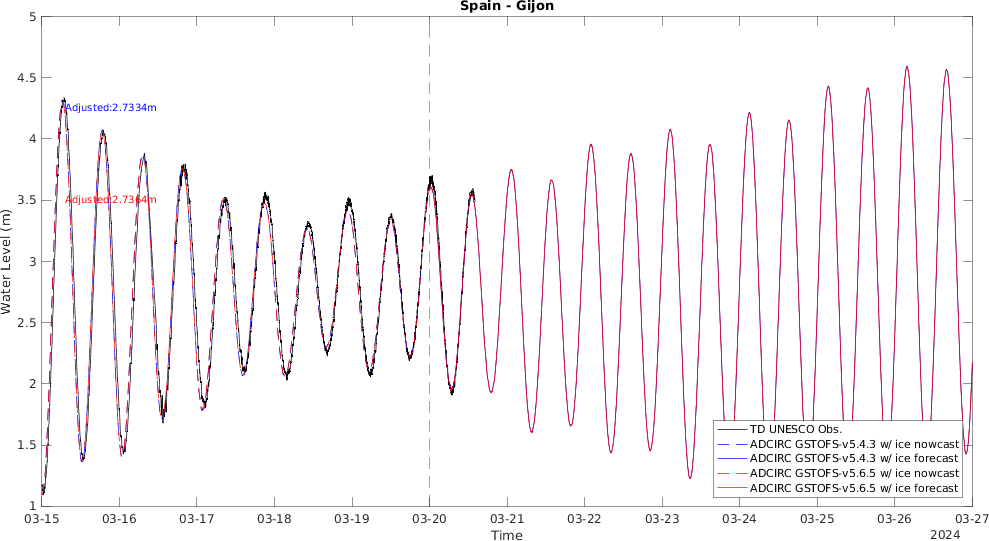 Spain - Gijon
5
4.5
4
3.5
3
2.5
2
1.5
1
Water Level (m)
Adjusted:2.7334m
Adjusted:2.7364m
TD UNESCO Obs.
ADCIRC GSTOFS-v5.4.3 w/ ice nowcast
ADCIRC GSTOFS-v5.4.3 w/ ice forecast
ADCIRC GSTOFS-v5.6.5 w/ ice nowcast
ADCIRC GSTOFS-v5.6.5 w/ ice forecast
03-15 03-16 03-17 03-18 03-19 03-20 03-21 03-22 03-23 03-24 03-25 03-26 03-27
Time
2024